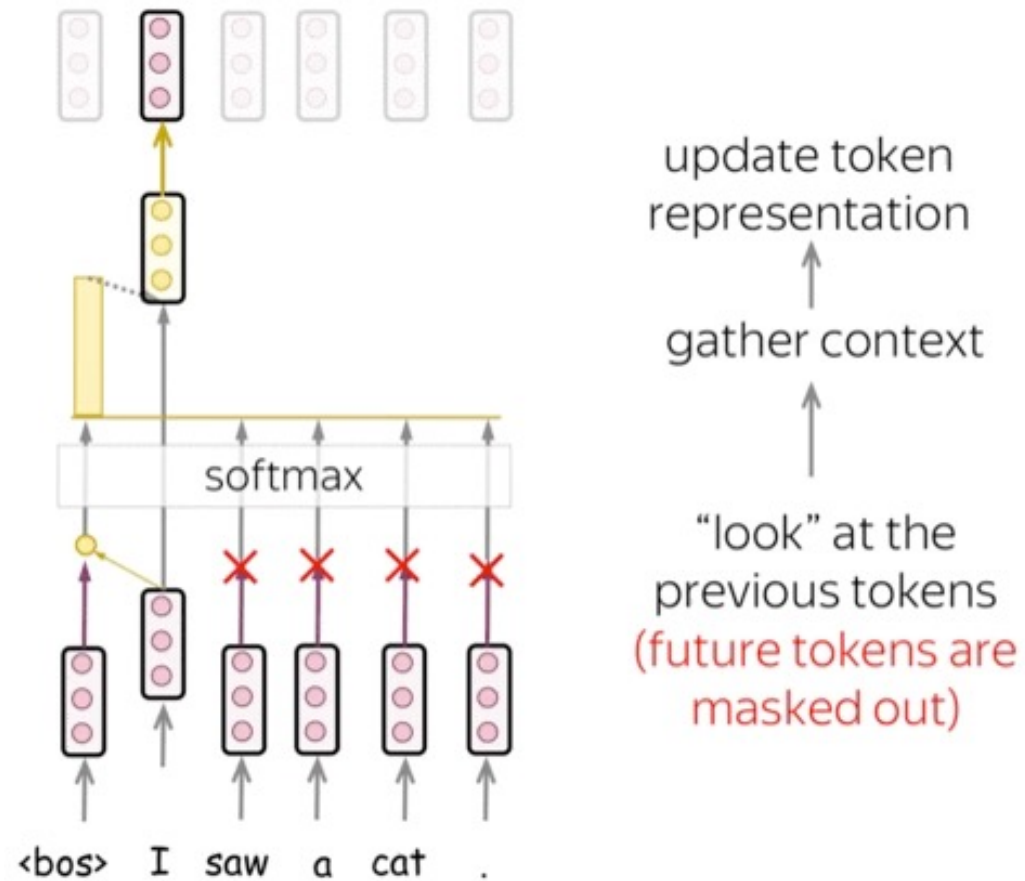 update token
representation
gather context
softmax
“look” at the
previous tokens
(future tokens are
masked out)
<bos> I saw a cat .